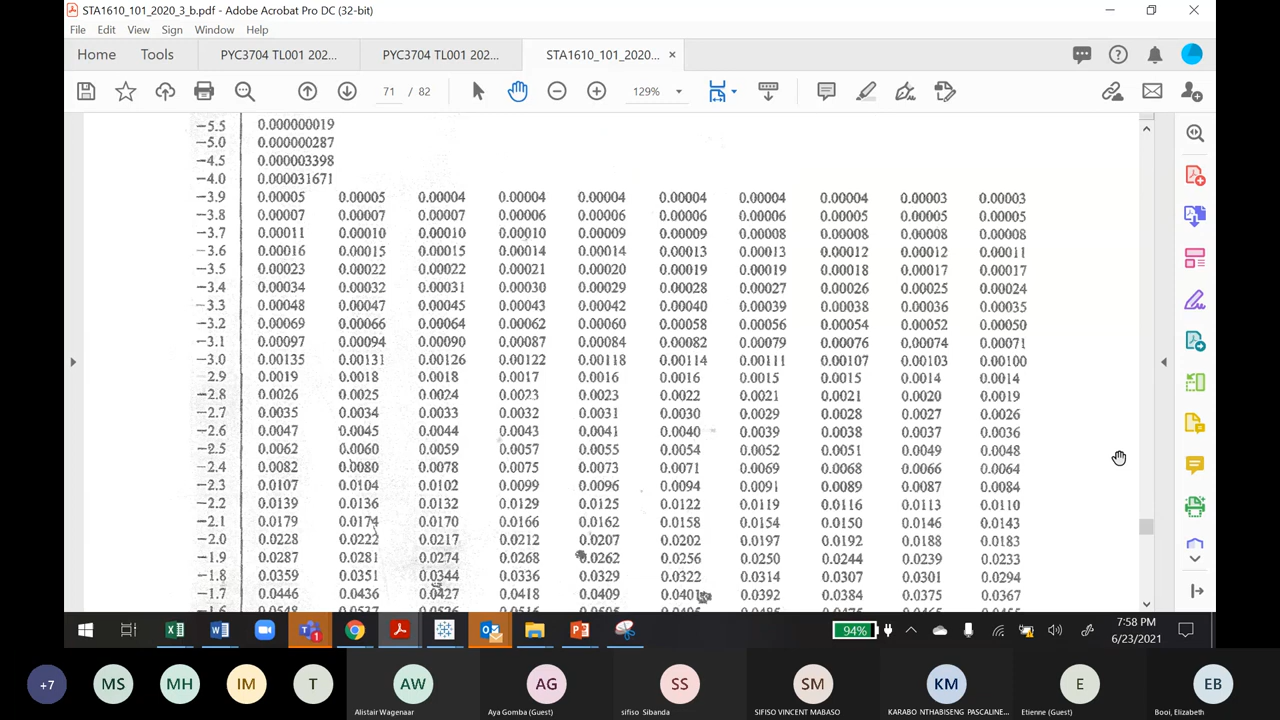 STA1610_101_2020_3_b.pdf - Adobe Acrobat Pro DC (32-bit)
File Edit View Sign Window Help
Home Tools PYC3704 TL001 202... PYC3704 TL001 202... STA1610_101_2020... ×
71 / 82 129%
−5.5 0.000000019
−5.0 0.000000287
−4.5 0.000003398
−4.0 0.000031671
−3.9 0.00005 0.00005 0.00004 0.00004 0.00004 0.00004 0.00004 0.00004 0.00003 0.00003
−3.8 0.00007 0.00007 0.00007 0.00006 0.00006 0.00006 0.00006 0.00005 0.00005 0.00005
−3.7 0.00011 0.00010 0.00010 0.00010 0.00009 0.00009 0.00008 0.00008 0.00008 0.00008
−3.6 0.00016 0.00015 0.00015 0.00014 0.00014 0.00013 0.00013 0.00012 0.00012 0.00011
−3.5 0.00023 0.00022 0.00022 0.00021 0.00020 0.00019 0.00019 0.00018 0.00017 0.00017
−3.4 0.00034 0.00032 0.00031 0.00030 0.00029 0.00028 0.00027 0.00026 0.00025 0.00024
−3.3 0.00048 0.00047 0.00045 0.00043 0.00042 0.00040 0.00039 0.00038 0.00036 0.00035
−3.2 0.00069 0.00066 0.00064 0.00062 0.00060 0.00058 0.00056 0.00054 0.00052 0.00050
−3.1 0.00097 0.00094 0.00090 0.00087 0.00084 0.00082 0.00079 0.00076 0.00074 0.00071
−3.0 0.00135 0.00131 0.00126 0.00122 0.00118 0.00114 0.00111 0.00107 0.00103 0.00100
−2.9 0.0019 0.0018 0.0018 0.0017 0.0016 0.0016 0.0015 0.0015 0.0014 0.0014
−2.8 0.0026 0.0025 0.0024 0.0023 0.0023 0.0022 0.0021 0.0021 0.0020 0.0019
−2.7 0.0035 0.0034 0.0033 0.0032 0.0031 0.0030 0.0029 0.0028 0.0027 0.0026
−2.6 0.0047 0.0045 0.0044 0.0043 0.0041 0.0040 0.0039 0.0038 0.0037 0.0036
−2.5 0.0062 0.0060 0.0059 0.0057 0.0055 0.0054 0.0052 0.0051 0.0049 0.0048
−2.4 0.0082 0.0080 0.0078 0.0075 0.0073 0.0071 0.0069 0.0068 0.0066 0.0064
−2.3 0.0107 0.0104 0.0102 0.0099 0.0096 0.0094 0.0091 0.0089 0.0087 0.0084
−2.2 0.0139 0.0136 0.0132 0.0129 0.0125 0.0122 0.0119 0.0116 0.0113 0.0110
−2.1 0.0179 0.0174 0.0170 0.0166 0.0162 0.0158 0.0154 0.0150 0.0146 0.0143
−2.0 0.0228 0.0222 0.0217 0.0212 0.0207 0.0202 0.0197 0.0192 0.0188 0.0183
−1.9 0.0287 0.0281 0.0274 0.0268 0.0262 0.0256 0.0250 0.0244 0.0239 0.0233
−1.8 0.0359 0.0351 0.0344 0.0336 0.0329 0.0322 0.0314 0.0307 0.0301 0.0294
−1.7 0.0446 0.0436 0.0427 0.0418 0.0409 0.0401 0.0392 0.0384 0.0375 0.0367
94% 7:58 PM
6/23/2021
+7 MS MH IM T AW AG SS SM KM E EB
Alistair Wagenaar Aya Gomba (Guest) sifiso Sibanda SIFISO VINCENT MABASO KARABO NTHABISENG PASCALINE... Etienne (Guest) Booi, Elizabeth